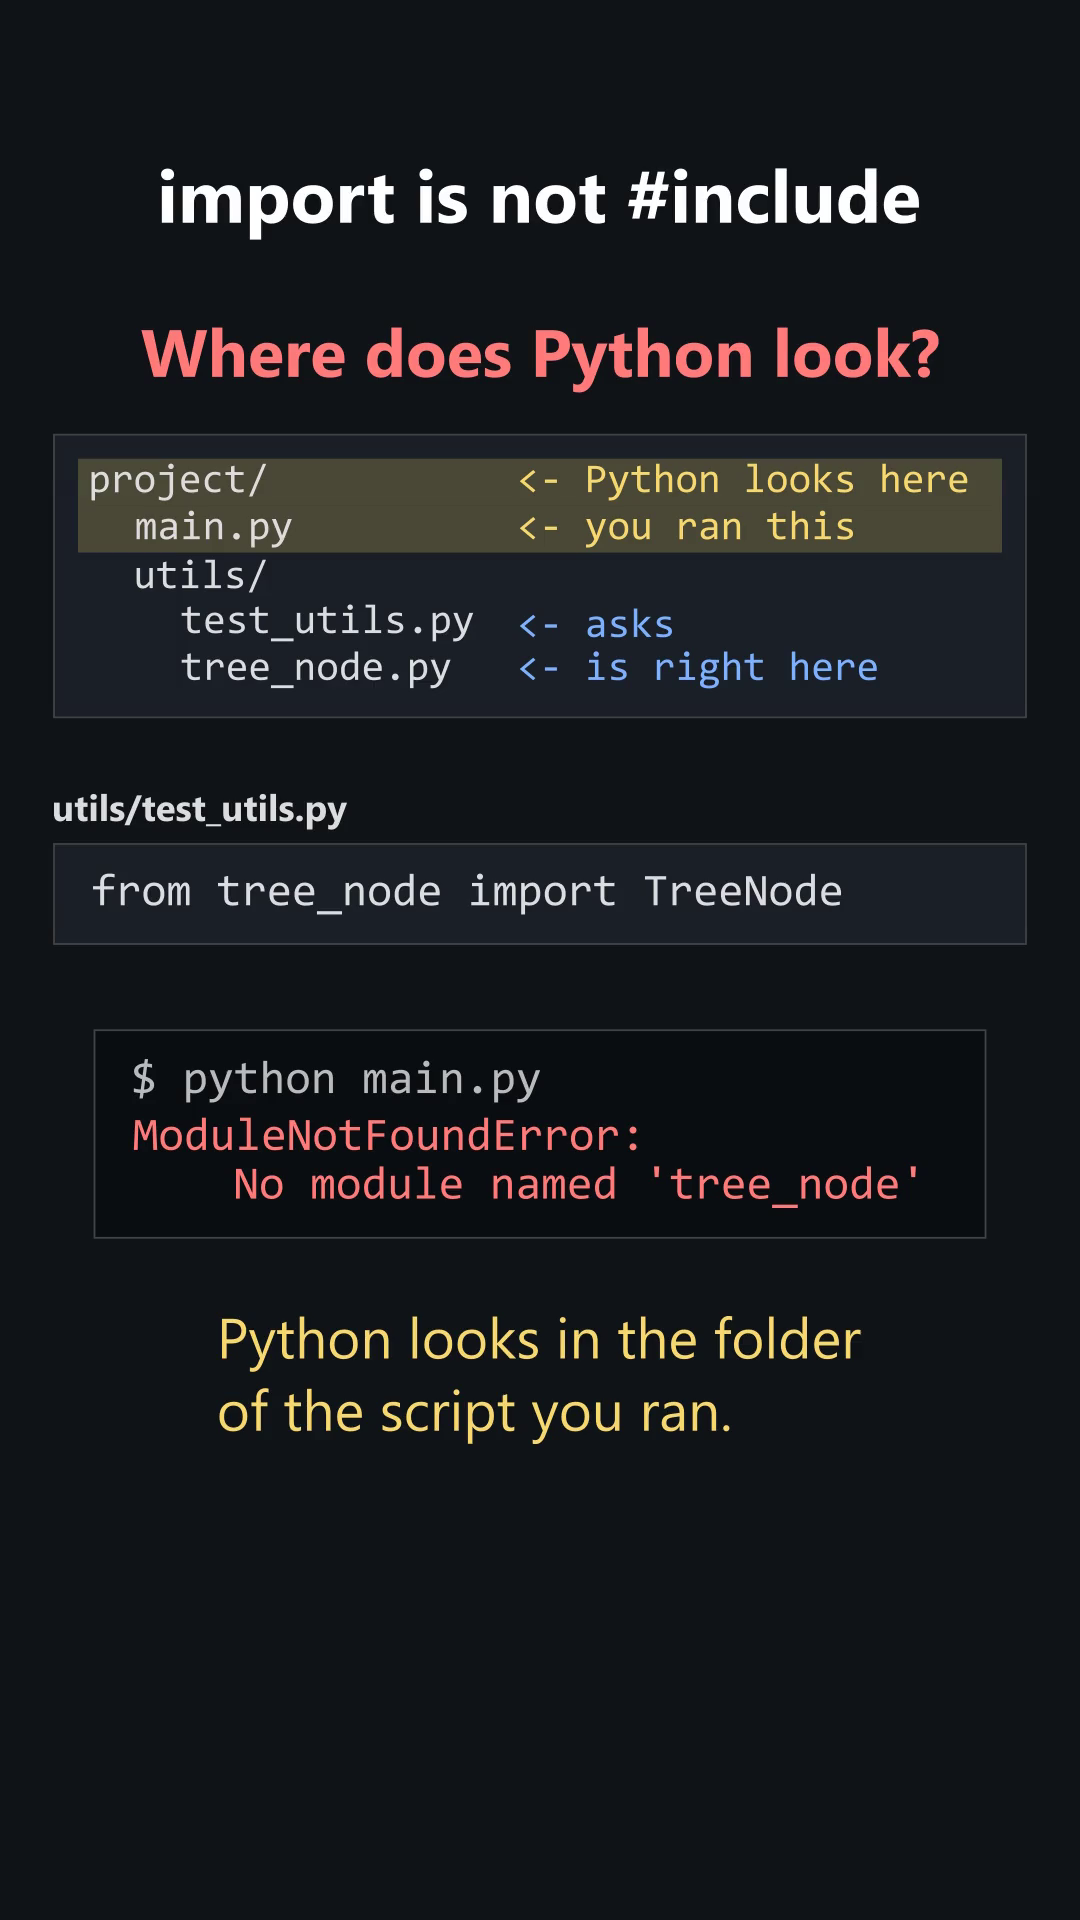 import is not #include
Where does Python look?
project/ <- Python looks here
main.py <- you ran this
utils/
test_utils.py <- asks
tree_node.py <- is right here
utils/test_utils.py
from tree_node import TreeNode
$ python main.py
ModuleNotFoundError:
No module named 'tree_node'
Python looks in the folder
of the script you ran.